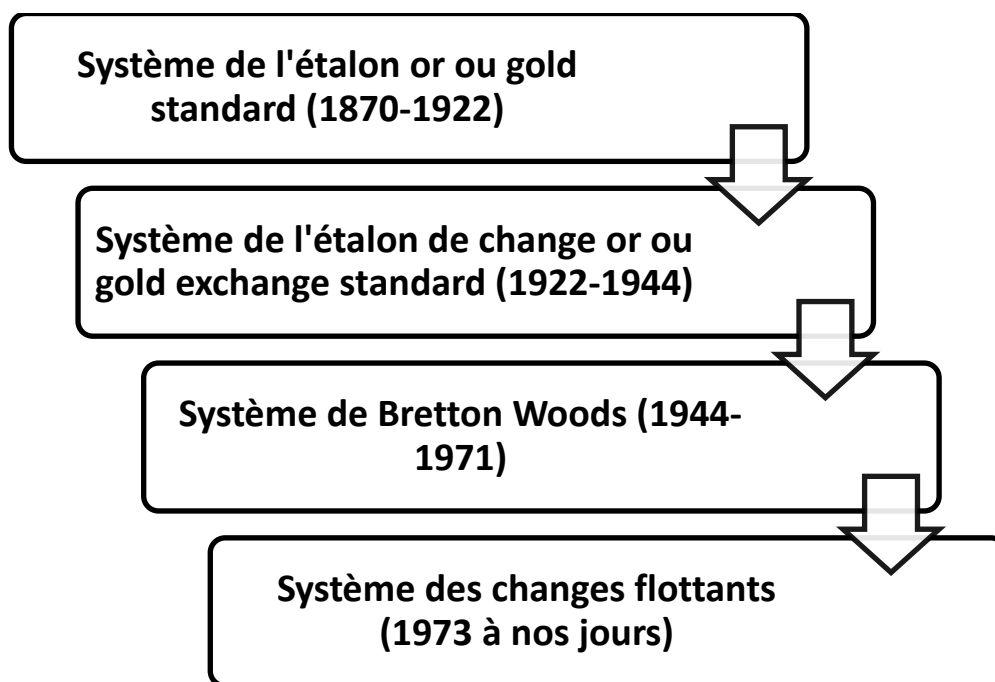 Système de l'étalon or ou gold
standard (1870-1922)
Système de l'étalon de change or ou
gold exchange standard (1922-1944)
Système de Bretton Woods (1944-
1971)
Système des changes flottants
(1973 à nos jours)